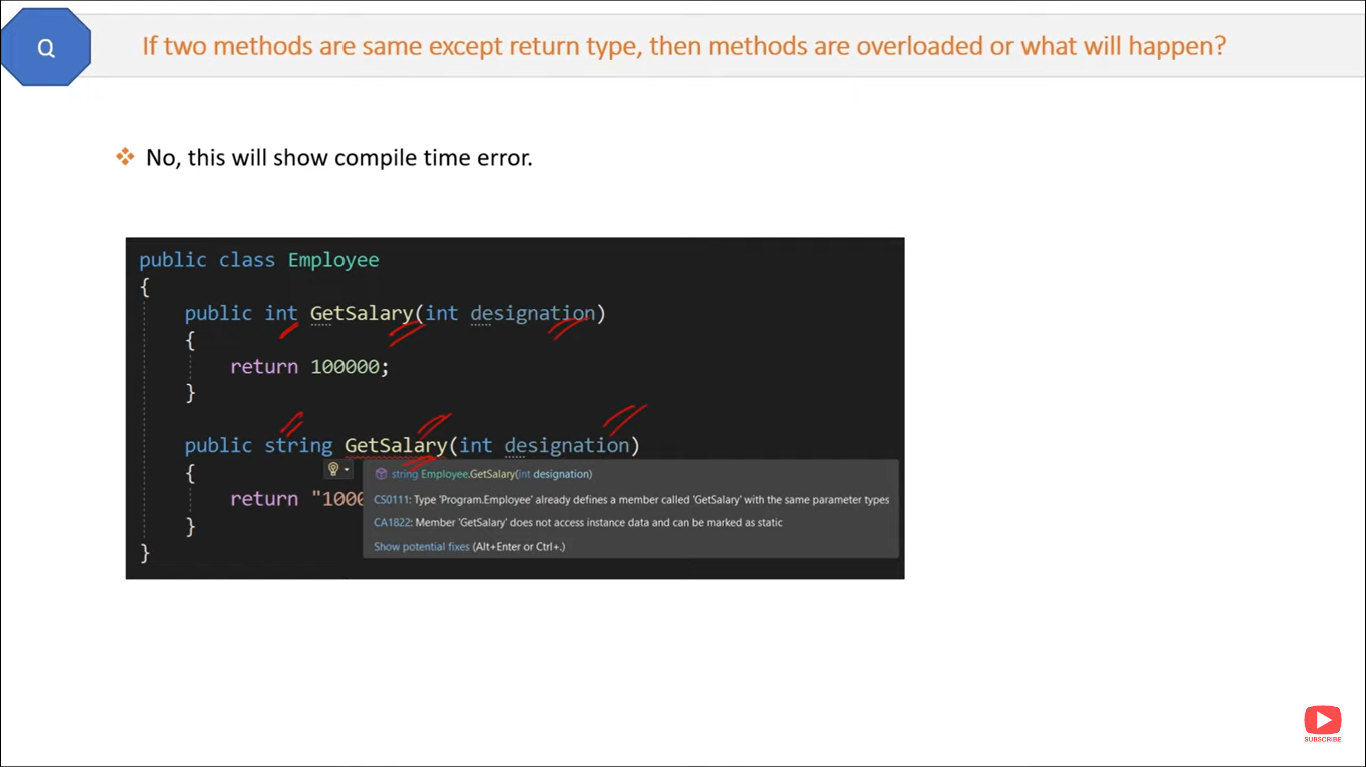 Q
If two methods are same except return type, then methods are overloaded or what will happen?
No, this will show compile time error.
public class Employee
{
public int GetSalary(int designation)
{
return 100000;
}
public string GetSalary(int designation)
{
string Employee.GetSalary(int designation)
return "1000
CS0111: Type 'Program.Employee' already defines a member called 'GetSalary' with the same parameter types
CA1822: Member 'GetSalary' does not access instance data and can be marked as static
}
Show potential fixes (Alt+Enter or Ctrl+.)
}
SUBSCRIBE